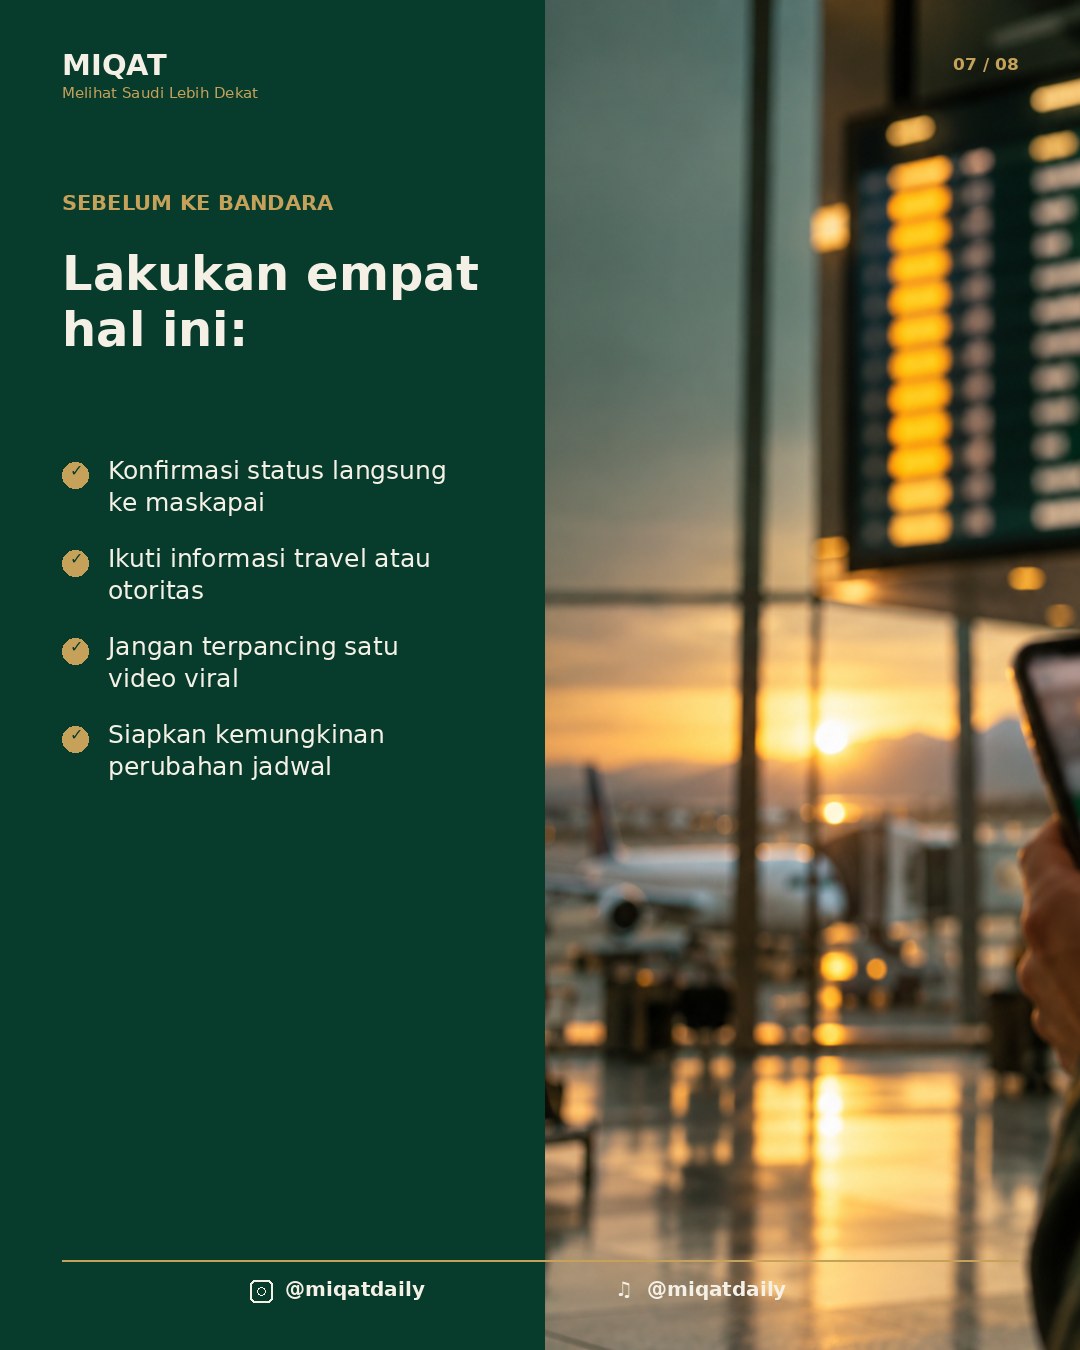 MIQAT
Melihat Saudi Lebih Dekat
07 / 08
SEBELUM KE BANDARA
Lakukan empat
hal ini:
✓ Konfirmasi status langsung
ke maskapai
✓ Ikuti informasi travel atau
otoritas
✓ Jangan terpancing satu
video viral
✓ Siapkan kemungkinan
perubahan jadwal
@miqatdaily
♫ @miqatdaily